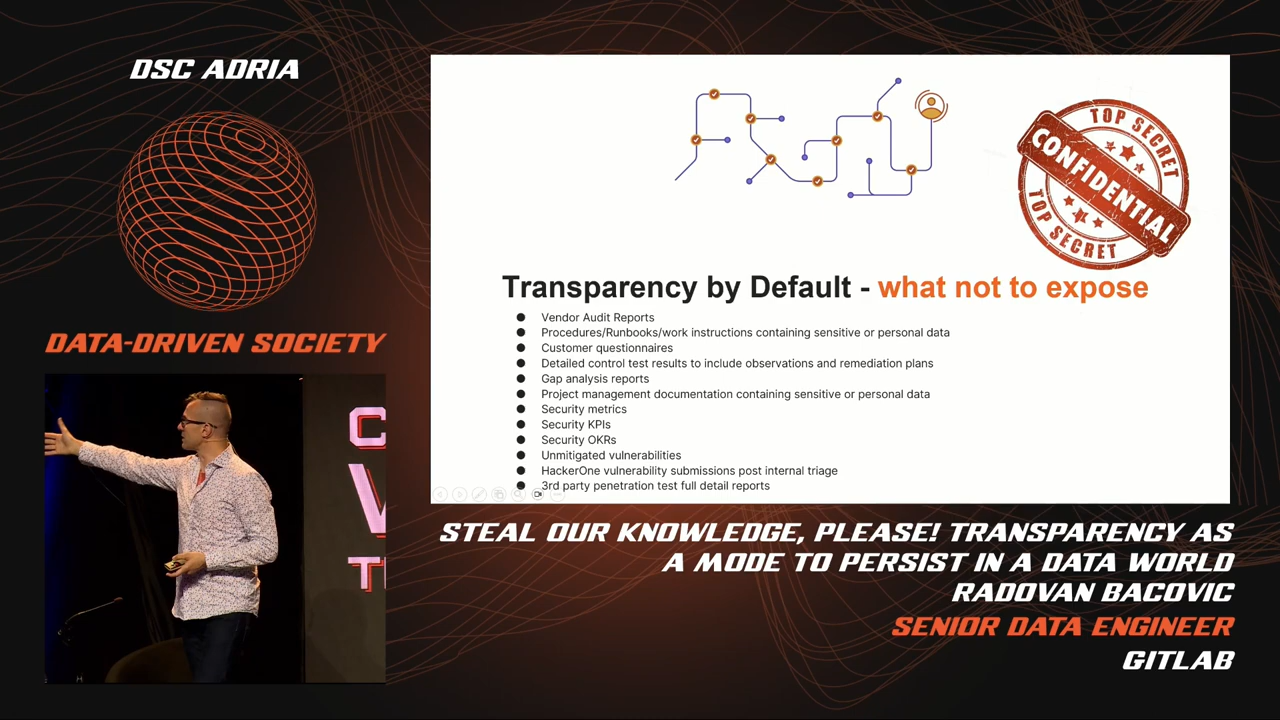 DSC ADRIA
DATA-DRIVEN SOCIETY
TOP SECRET
CONFIDENTIAL
TOP SECRET
Transparency by Default - what not to expose
● Vendor Audit Reports
● Procedures/Runbooks/work instructions containing sensitive or personal data
● Customer questionnaires
● Detailed control test results to include observations and remediation plans
● Gap analysis reports
● Project management documentation containing sensitive or personal data
● Security metrics
● Security KPIs
● Security OKRs
● Unmitigated vulnerabilities
● HackerOne vulnerability submissions post internal triage
● 3rd party penetration test full detail reports
STEAL OUR KNOWLEDGE, PLEASE! TRANSPARENCY AS
A MODE TO PERSIST IN A DATA WORLD
RADOVAN BACOVIC
SENIOR DATA ENGINEER
GITLAB